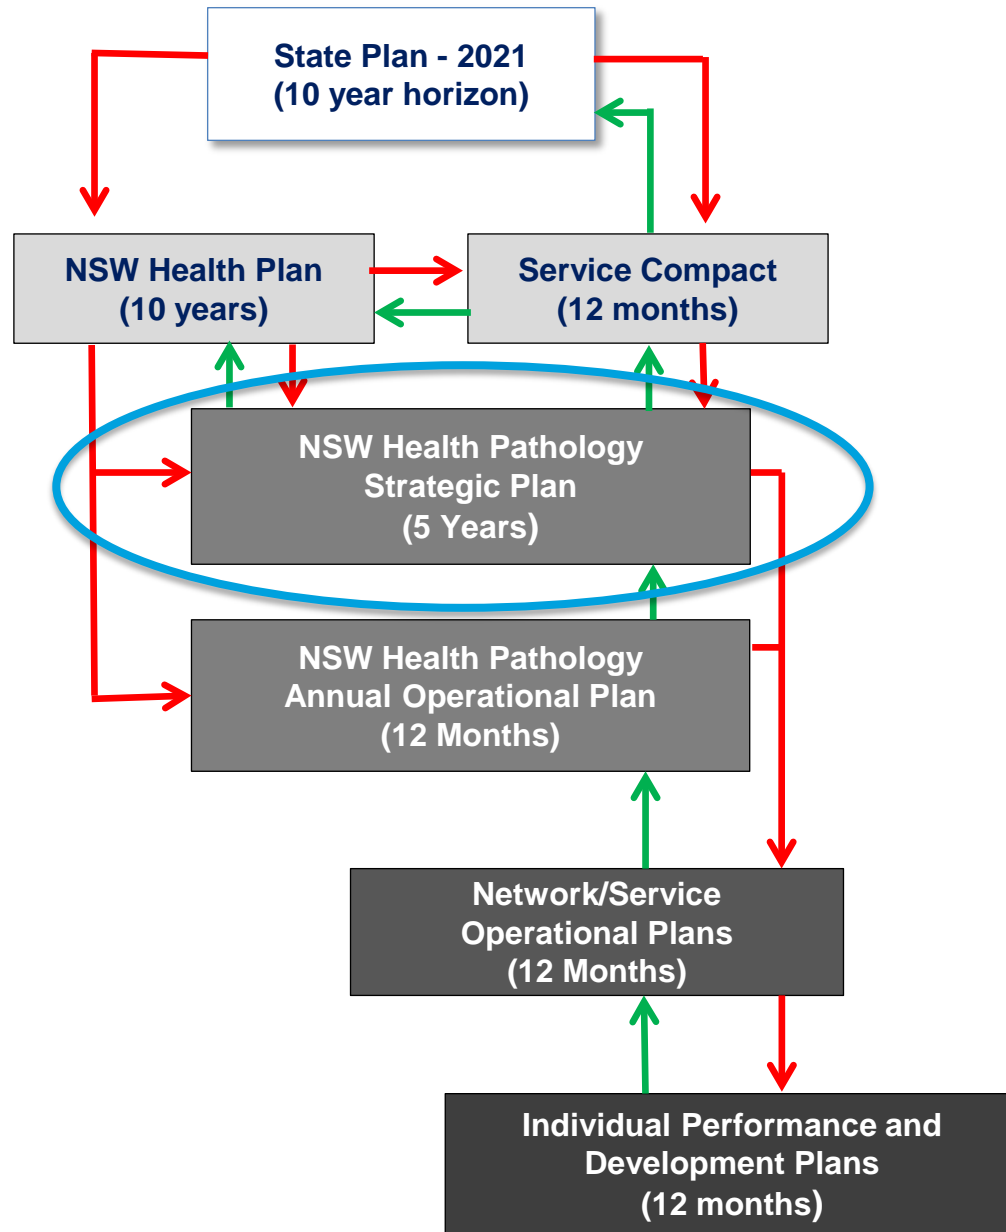 State Plan - 2021
(10 year horizon)
NSW Health Plan
(10 years)
Service Compact
(12 months)
NSW Health Pathology
Strategic Plan
(5 Years)
NSW Health Pathology
Annual Operational Plan
(12 Months)
Network/Service
Operational Plans
(12 Months)
Individual Performance and
Development Plans
(12 months)